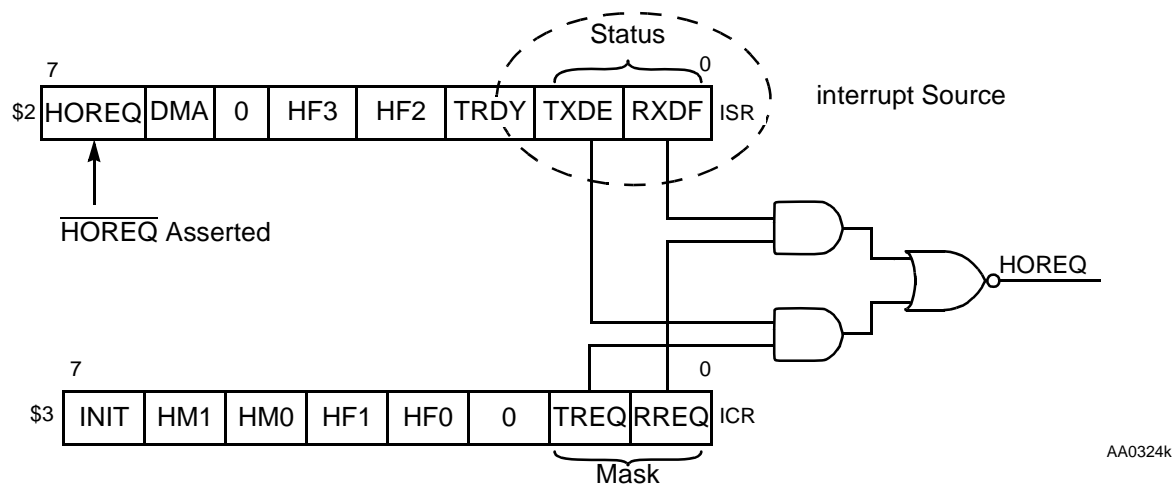 Status
7 0
$2 HOREQ DMA 0 HF3 HF2 TRDY TXDE RXDF ISR
interrupt Source
HOREQ Asserted
HOREQ
7 0
$3 INIT HM1 HM0 HF1 HF0 0 TREQ RREQ ICR
Mask
AA0324k